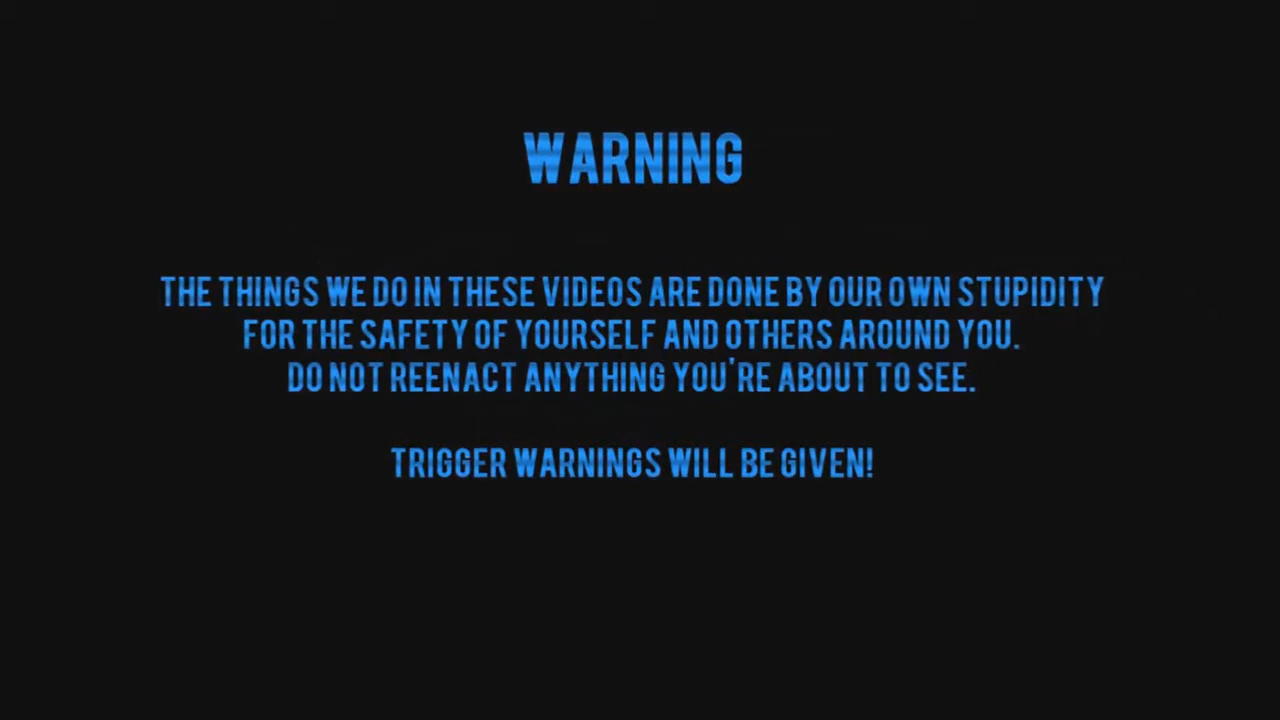 WARNING
THE THINGS WE DO IN THESE VIDEOS ARE DONE BY OUR OWN STUPIDITY
FOR THE SAFETY OF YOURSELF AND OTHERS AROUND YOU.
DO NOT REENACT ANYTHING YOU'RE ABOUT TO SEE.
TRIGGER WARNINGS WILL BE GIVEN!